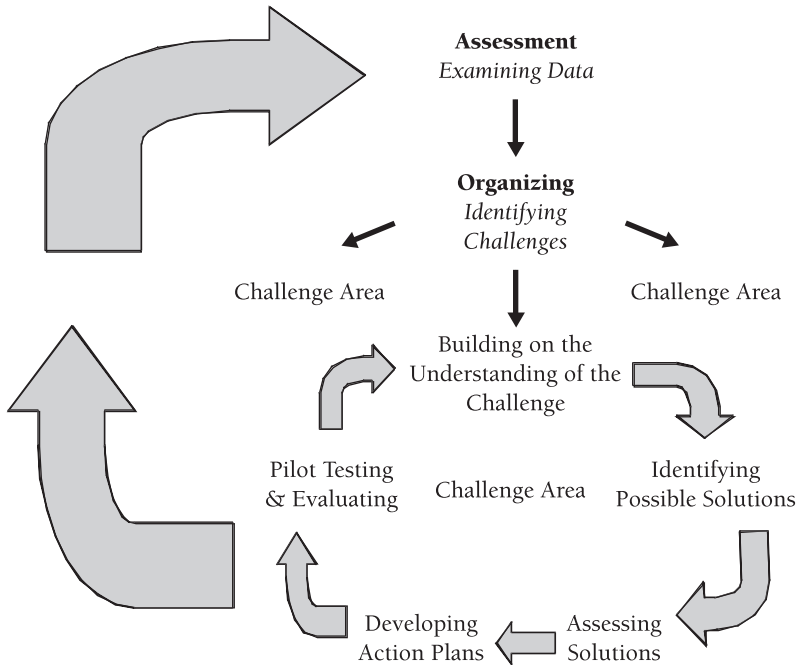 Assessment
Examining Data
Organizing
Identifying
Challenges
Challenge Area
Challenge Area
Building on the
Understanding of the
Challenge
Pilot Testing
& Evaluating
Challenge Area
Identifying
Possible Solutions
Developing
Action Plans
Assessing
Solutions